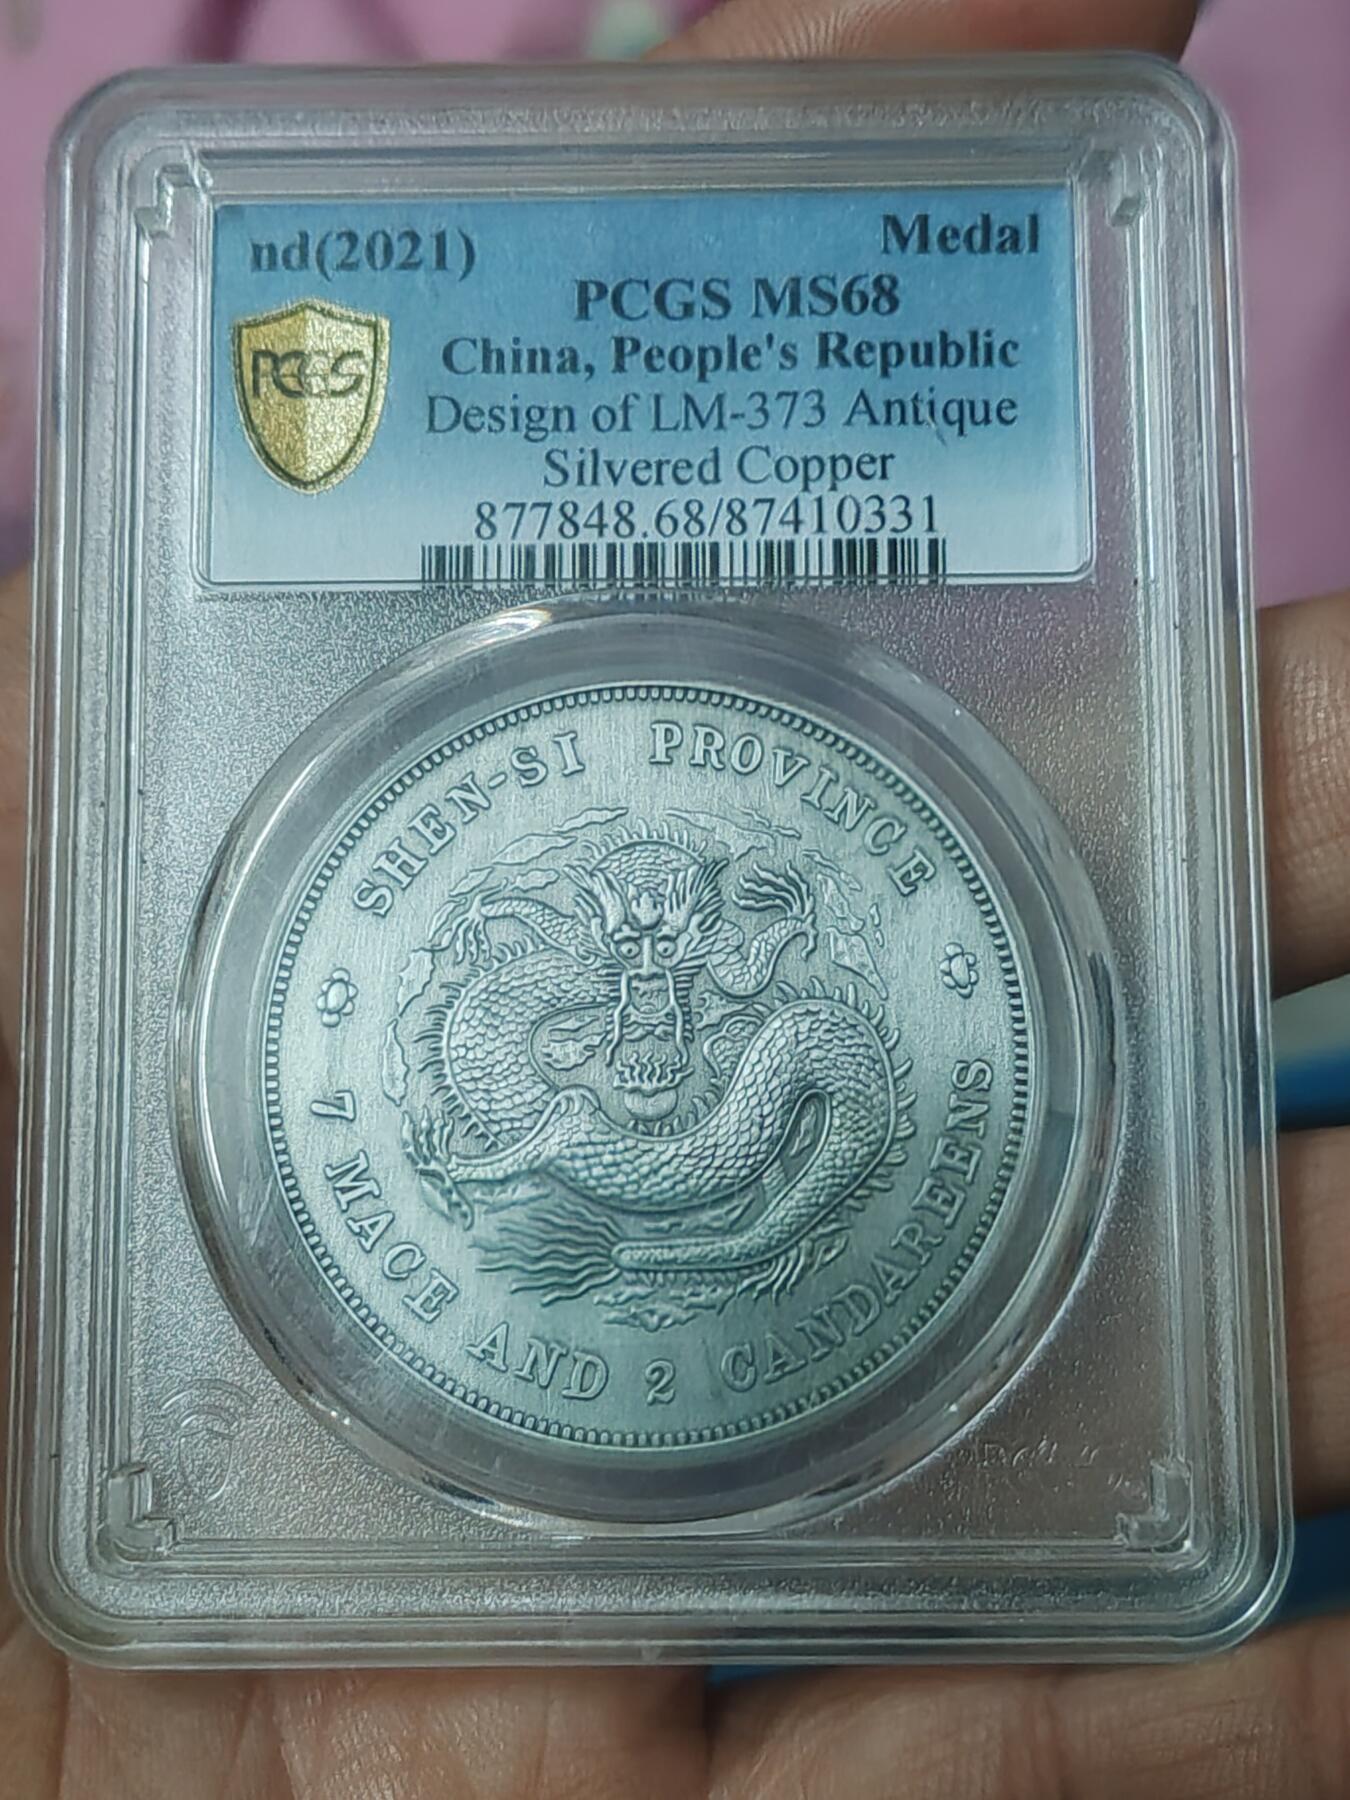 nd(2021) Medal
PCGS MS68
China, People's Republic
PCGS
Design of LM-373 Antique
Silvered Copper
877848.68/87410331
SHEN-SI PROVINCE
7 MACE AND 2 CANDAREENS